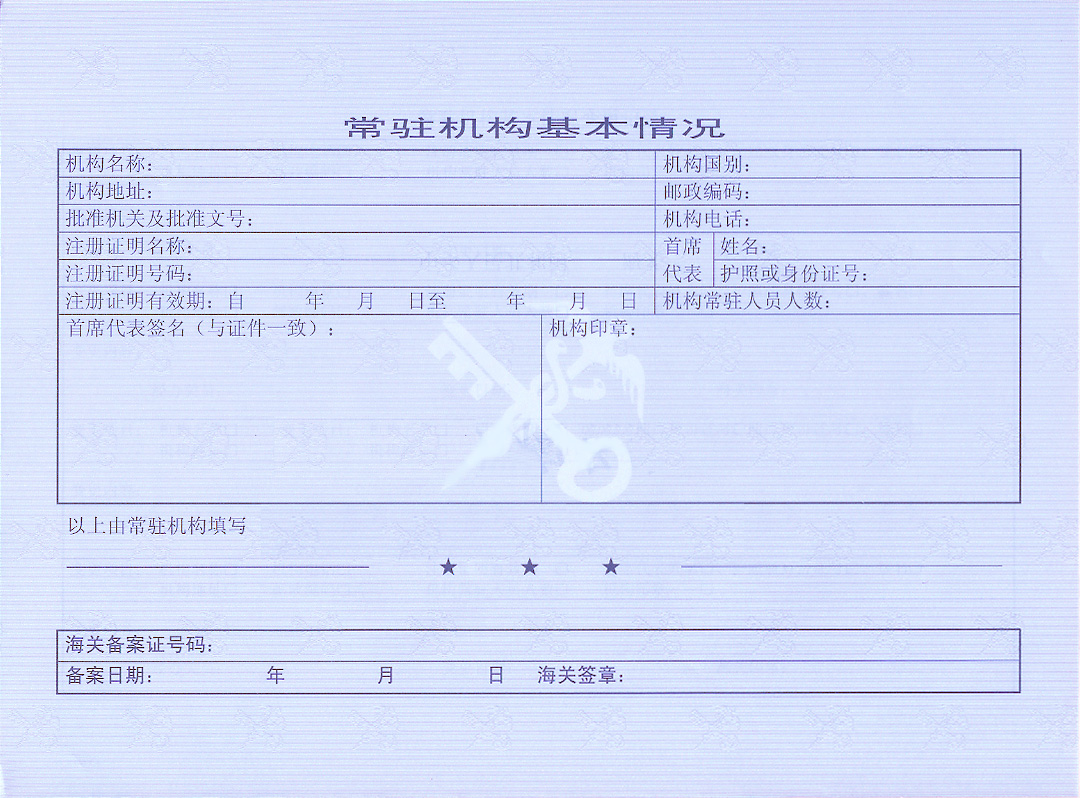 常驻机构基本情况
机构名称： 机构国别：
机构地址： 邮政编码：
批准机关及批准文号： 机构电话：
注册证明名称： 首席 姓名：
注册证明号码： 代表 护照或身份证号：
注册证明有效期：自 年 月 日至 年 月 日 机构常驻人员人数：
首席代表签名（与证件一致）： 机构印章：
以上由常驻机构填写
★ ★ ★
海关备案证号码：
备案日期： 年 月 日 海关签章：